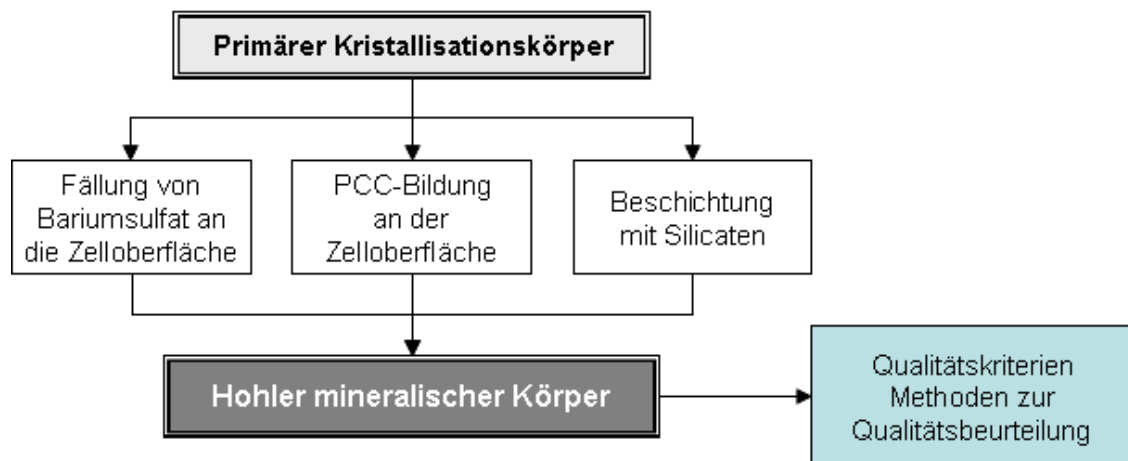 Primärer Kristallisationskörper
Fällung von
Bariumsulfat an
die Zelloberfläche
PCC-Bildung
an der
Zelloberfläche
Beschichtung
mit Silicaten
Hohler mineralischer Körper
Qualitätskriterien
Methoden zur
Qualitätsbeurteilung